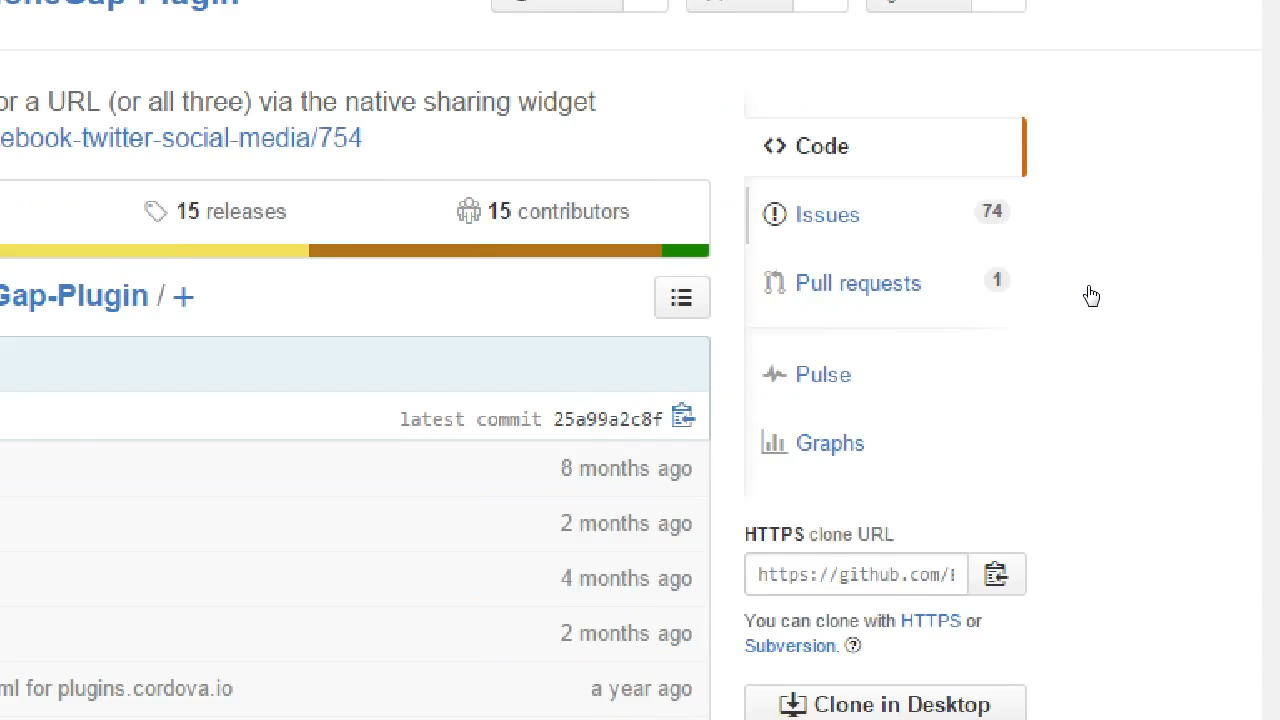 or a URL (or all three) via the native sharing widget
ebook-twitter-social-media/754
15 releases
15 contributors
Gap-Plugin / +
latest commit 25a99a2c8f
8 months ago
2 months ago
4 months ago
2 months ago
ml for plugins.cordova.io
a year ago
Code
Issues
74
Pull requests
1
Pulse
Graphs
HTTPS clone URL
https://github.com/E
You can clone with HTTPS or
Subversion.
Clone in Desktop